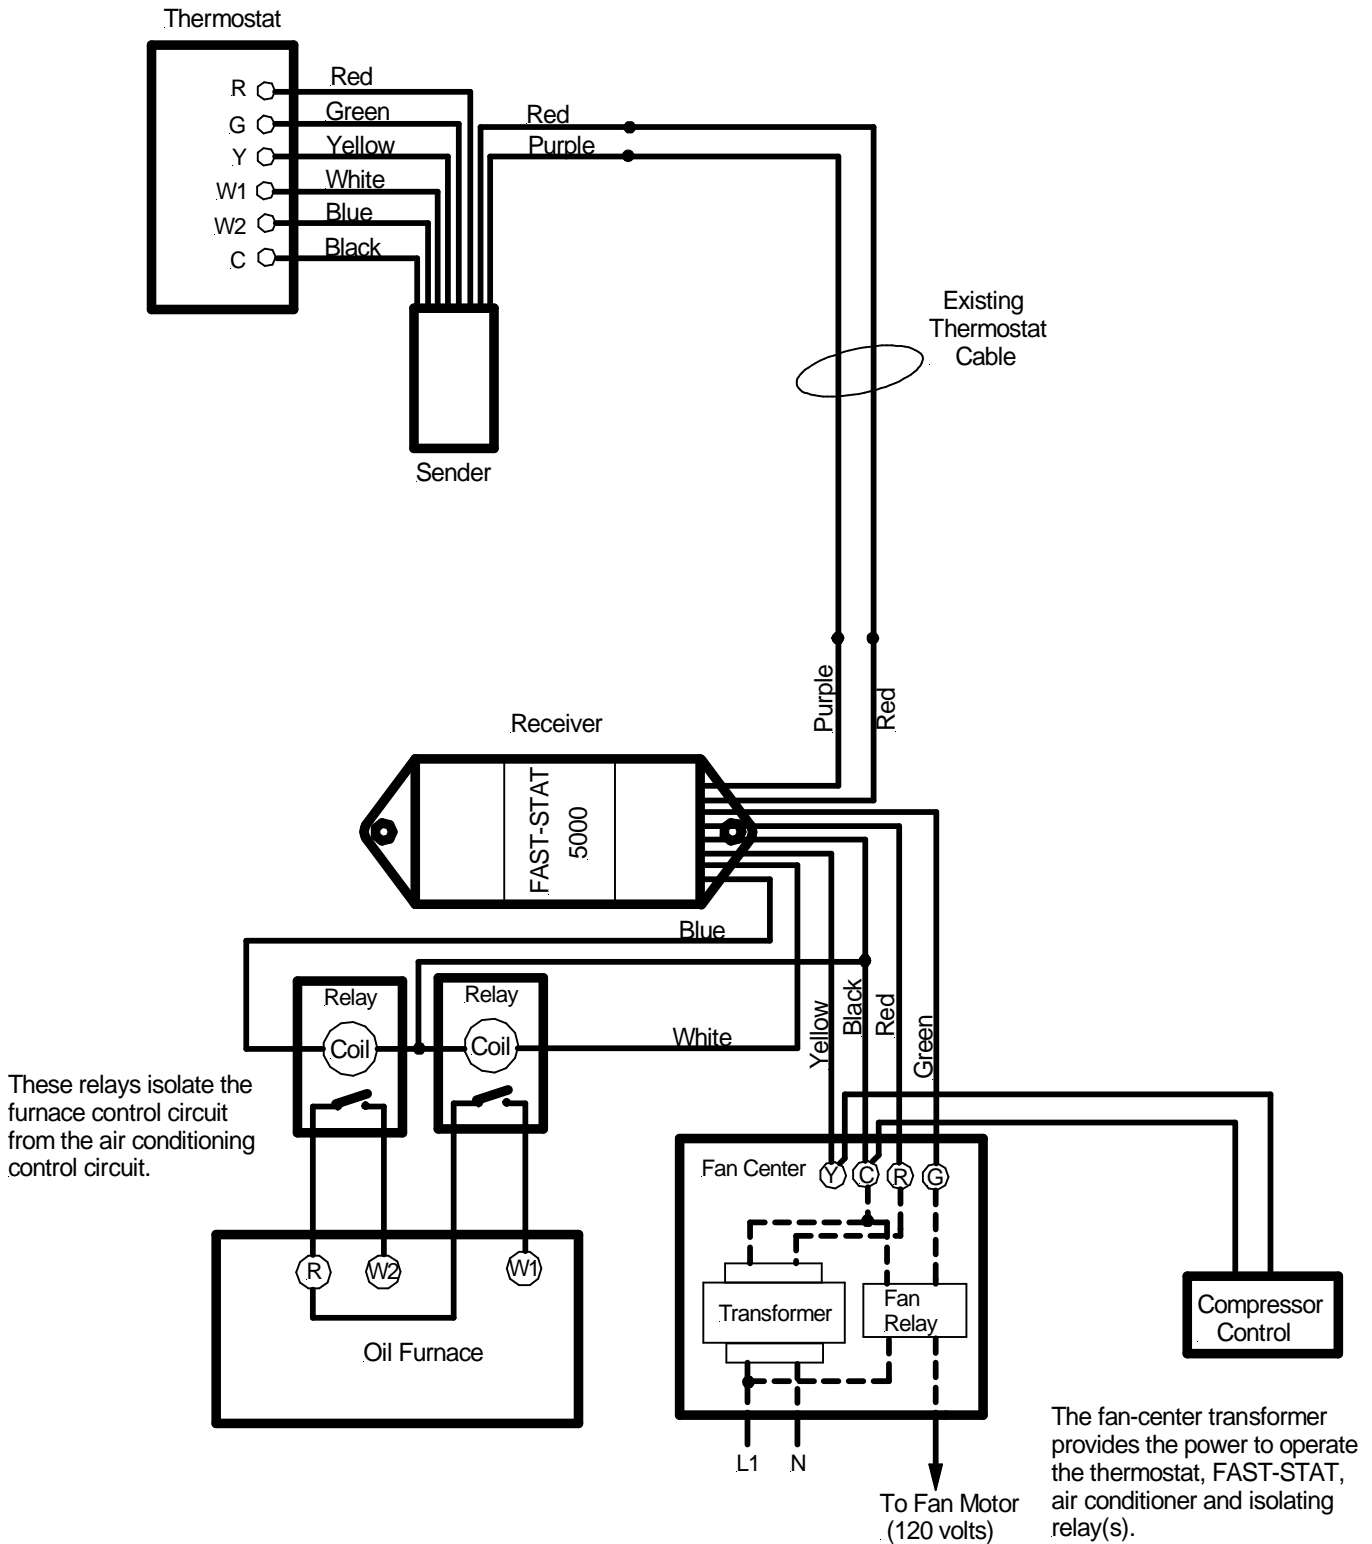 Thermostat
R
Red
G
Green
Y
Yellow
W1
White
W2
Blue
C
Black
Red
Purple
Sender
Existing
Thermostat
Cable
Purple
Red
Receiver
FAST-STAT
5000
Blue
Relay
Coil
Relay
Coil
White
Yellow
Black
Red
Green
These relays isolate the
furnace control circuit
from the air conditioning
control circuit.
Fan Center
Y
C
R
G
R
W2
W1
Oil Furnace
Transformer
Fan
Relay
Compressor
Control
L1
N
To Fan Motor
(120 volts)
The fan-center transformer
provides the power to operate
the thermostat, FAST-STAT,
air conditioner and isolating
relay(s).